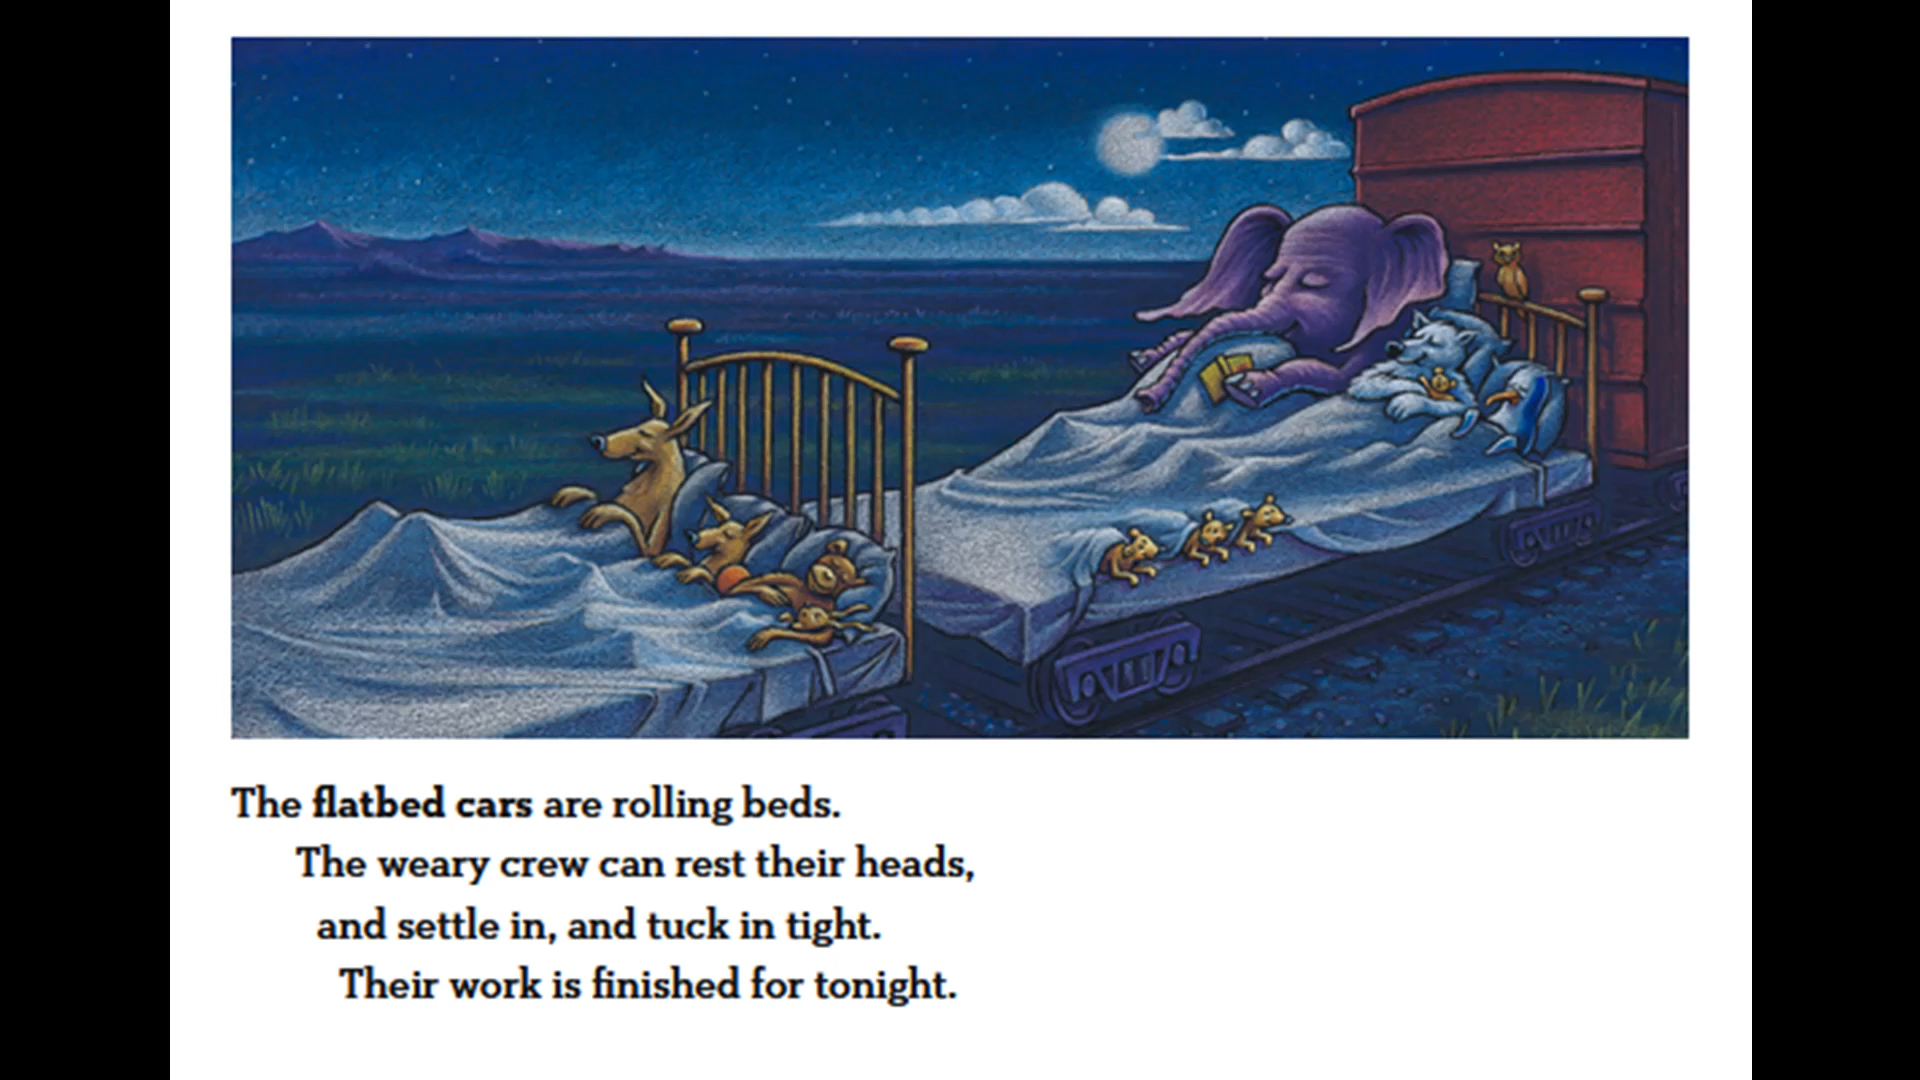 The flatbed cars are rolling beds.
The weary crew can rest their heads,
and settle in, and tuck in tight.
Their work is finished for tonight.